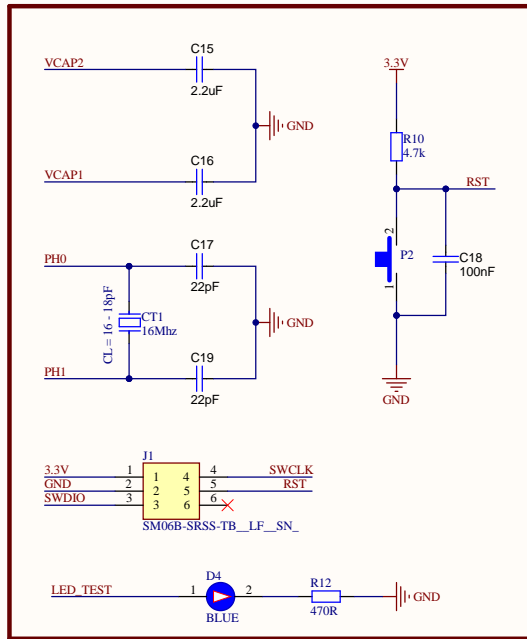 C15
VCAP2
2.2uF
GND
C16
VCAP1
2.2uF
3.3V
R10
4.7k
RST
2
P2
1
C18
100nF
GND
C17
PH0
22pF
CL = 16 - 18pF
CT1
16Mhz
GND
C19
PH1
22pF
J1
3.3V 1 1 4 4 SWCLK
GND 2 2 5 5 RST
SWDIO 3 3 6 6
SM06B-SRSS-TB__LF__SN_
D4
LED_TEST 1 2 R12 GND
BLUE 470R